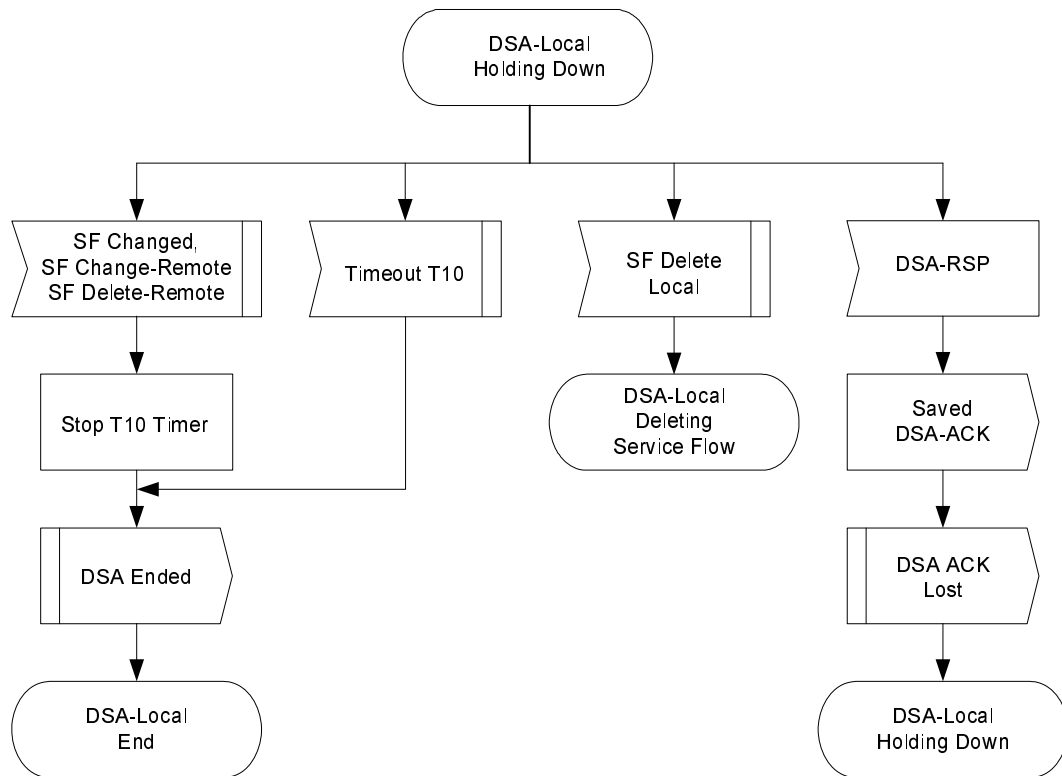 DSA-Local
Holding Down
SF Changed,
SF Change-Remote
SF Delete-Remote
Timeout T10
SF Delete
Local
DSA-RSP
Stop T10 Timer
DSA-Local
Deleting
Service Flow
Saved
DSA-ACK
DSA Ended
DSA ACK
Lost
DSA-Local
End
DSA-Local
Holding Down